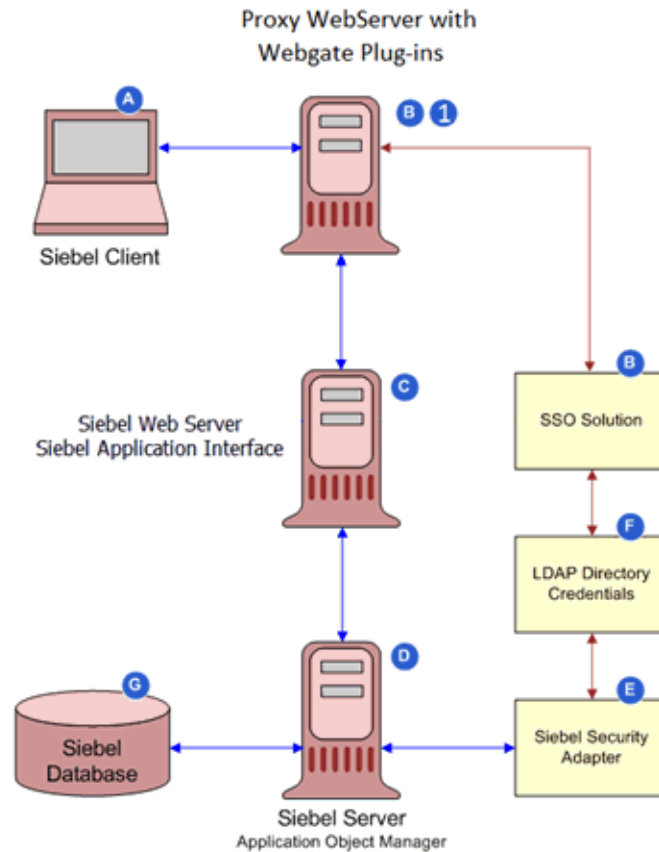 Proxy WebServer with
Webgate Plug-ins
A
B 1
Siebel Client
C
B
Siebel Web Server
Siebel Application Interface
SSO Solution
F
LDAP Directory
Credentials
D
G
E
Siebel
Database
Siebel Security
Adapter
Siebel Server
Application Object Manager